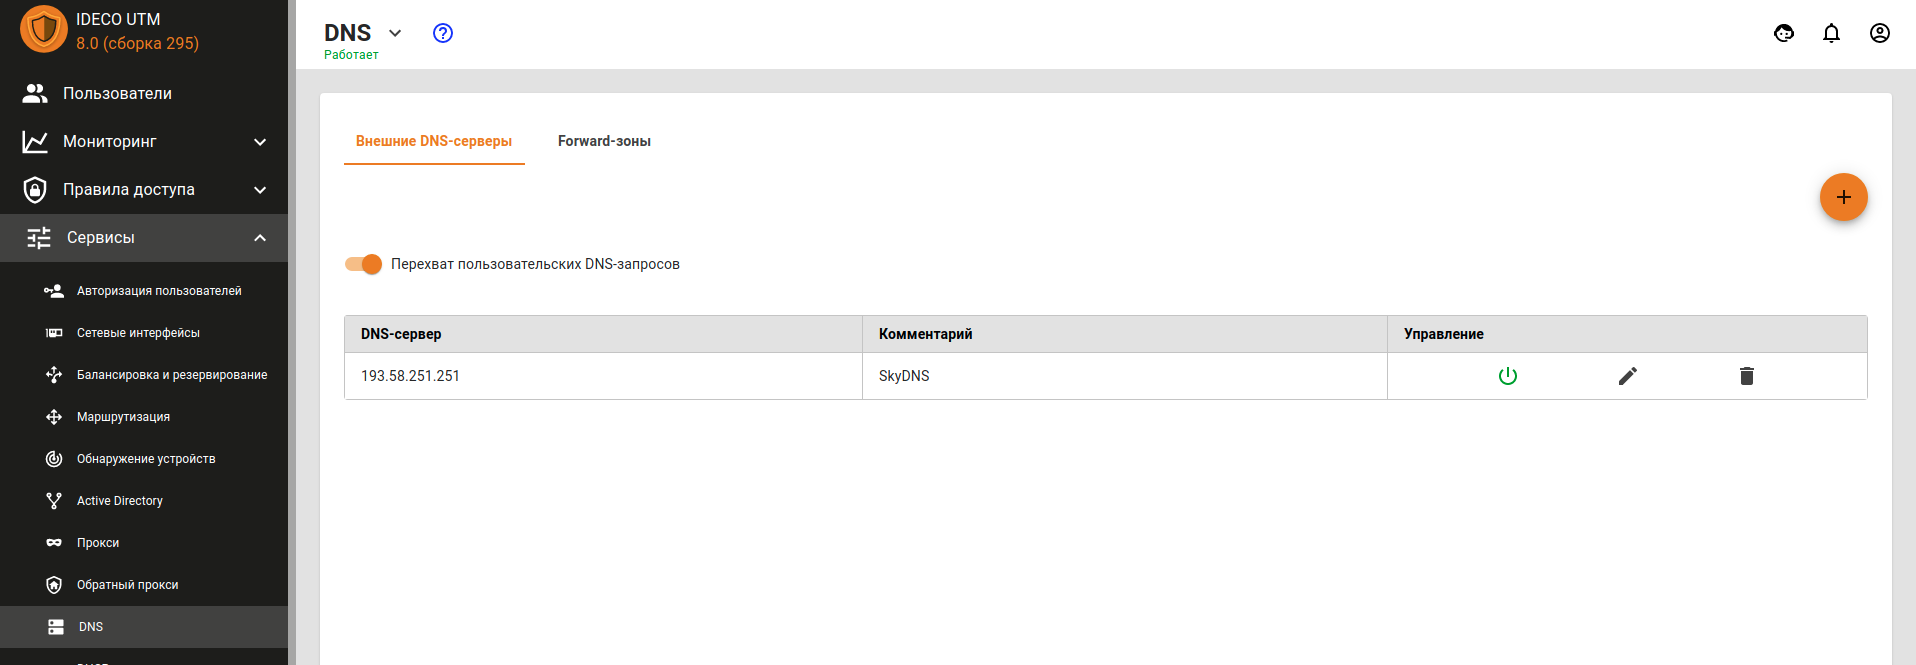 IDECO UTM
8.0 (сборка 295)
Пользователи
Мониторинг
Правила доступа
Сервисы
Авторизация пользователей
Сетевые интерфейсы
Балансировка и резервирование
Маршрутизация
Обнаружение устройств
Active Directory
Прокси
Обратный прокси
DNS
DNS
Работает
Внешние DNS-серверы Forward-зоны
Перехват пользовательских DNS-запросов
DNS-сервер Комментарий Управление
193.58.251.251 SkyDNS